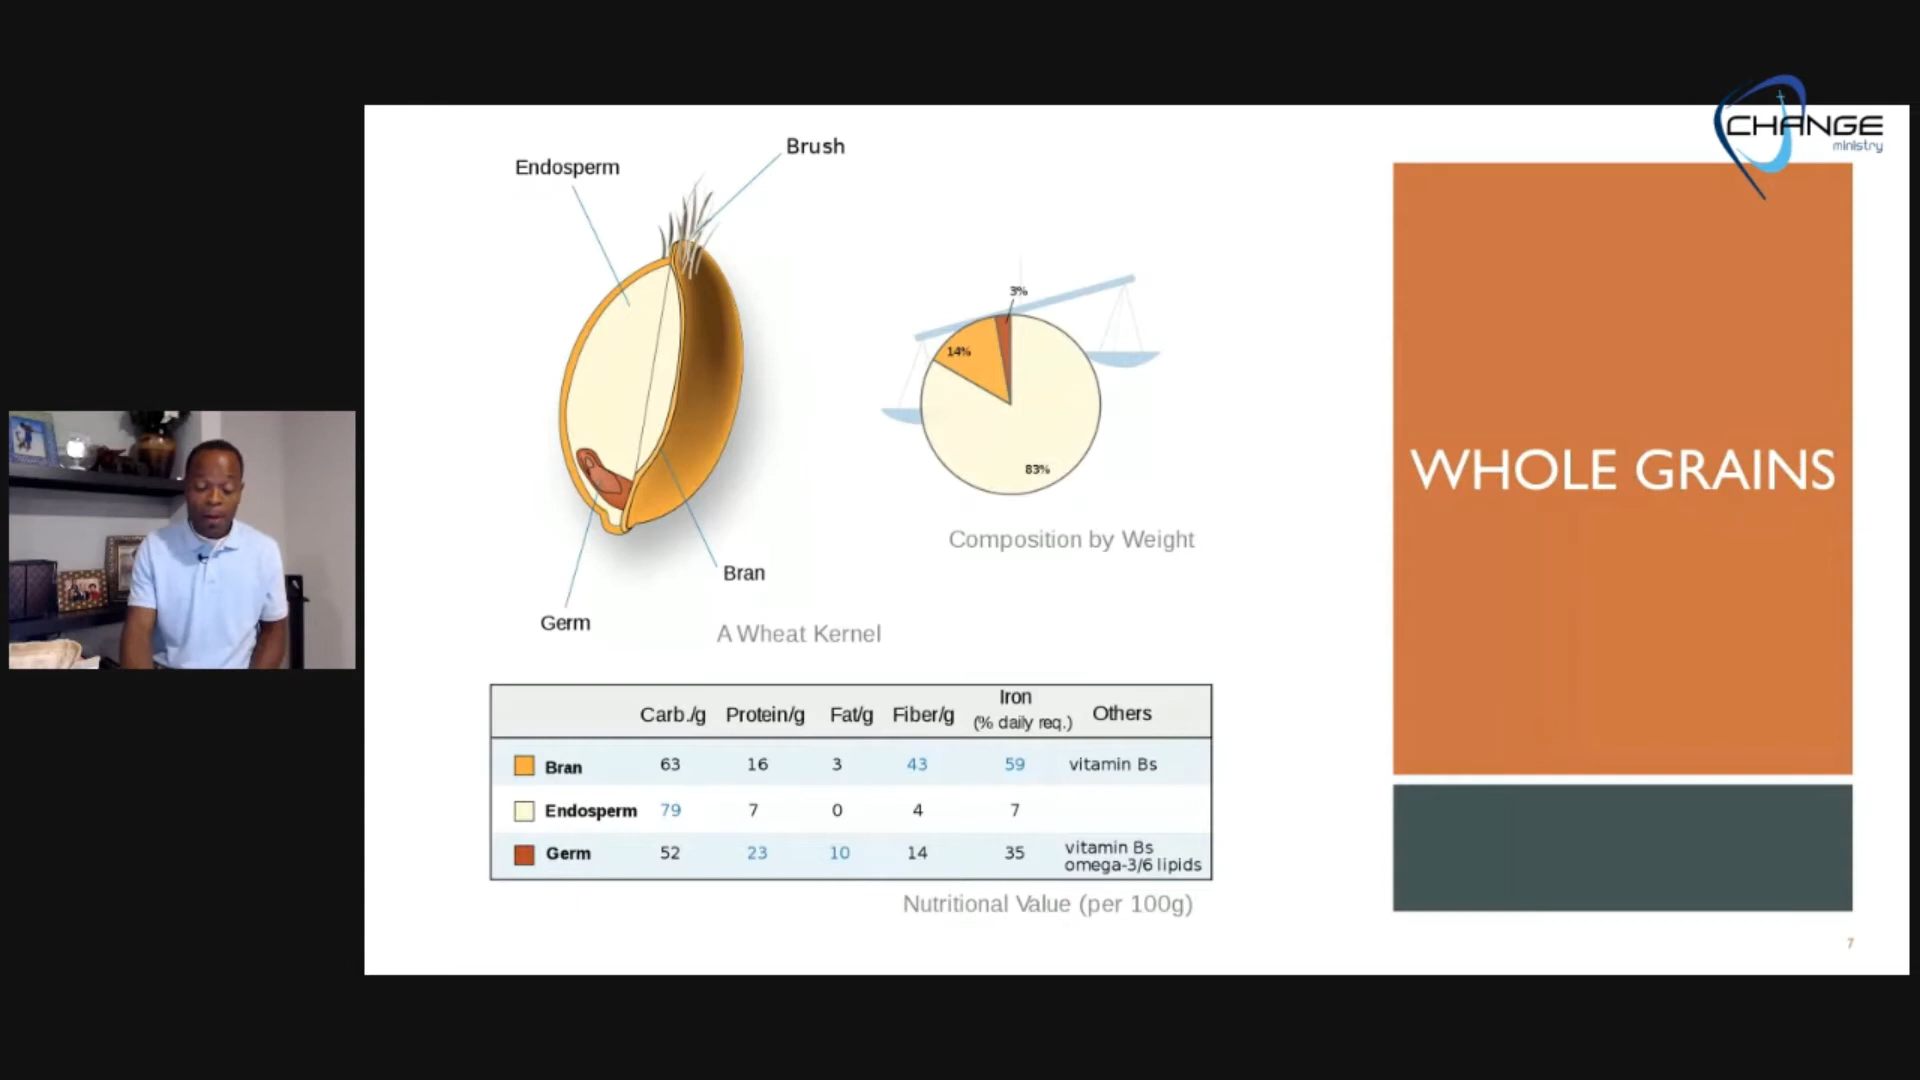 CHANGE
ministry
Brush
Endosperm
3%
14%
83%
WHOLE GRAINS
Composition by Weight
Bran
Germ
A Wheat Kernel
Carb./g Protein/g Fat/g Fiber/g Iron (% daily req.) Others
Bran 63 16 3 43 59 vitamin Bs
Endosperm 79 7 0 4 7
Germ 52 23 10 14 35 vitamin Bs omega-3/6 lipids
Nutritional Value (per 100g)
7